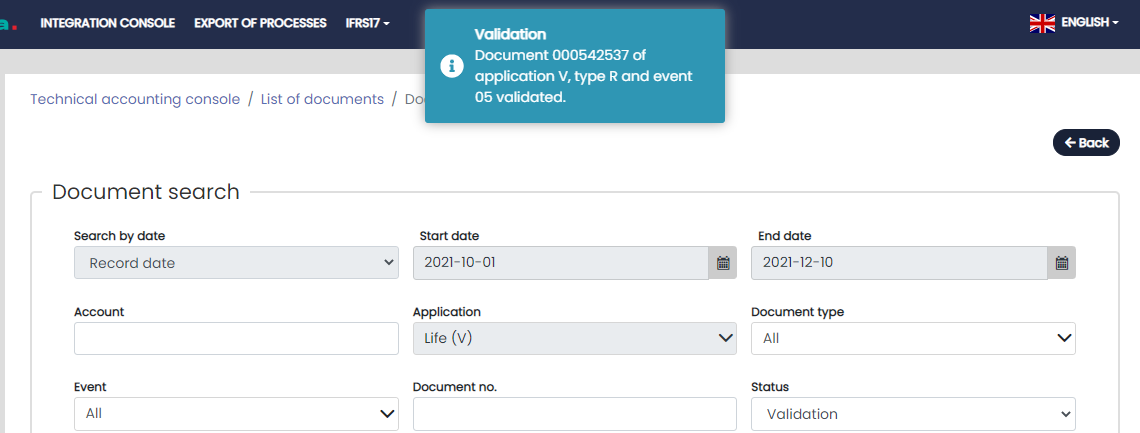 a.
INTEGRATION CONSOLE EXPORT OF PROCESSES IFRS17
ENGLISH
Validation
Document 000542537 of
application V, type R and event
05 validated.
Technical accounting console / List of documents / Do
Back
Document search
Search by date Start date End date
Record date 2021-10-01 2021-12-10
Account Application Document type
Life (V) All
Event Document no. Status
All Validation